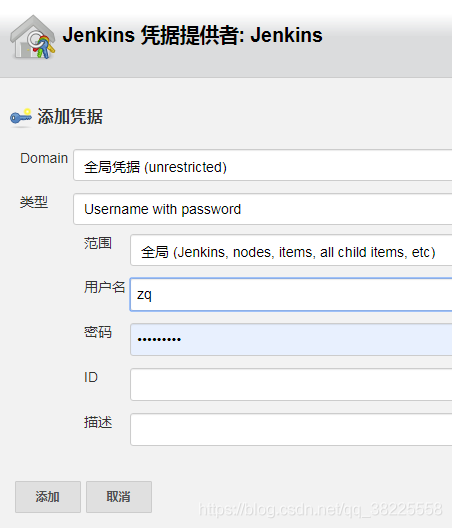 Jenkins 凭据提供者: Jenkins
添加凭据
Domain
全局凭据 (unrestricted)
类型
Username with password
范围
全局 (Jenkins, nodes, items, all child items, etc)
用户名
zq
密码
•••••••••
ID
描述
添加
取消
https://blog.csdn.net/qq_38225558